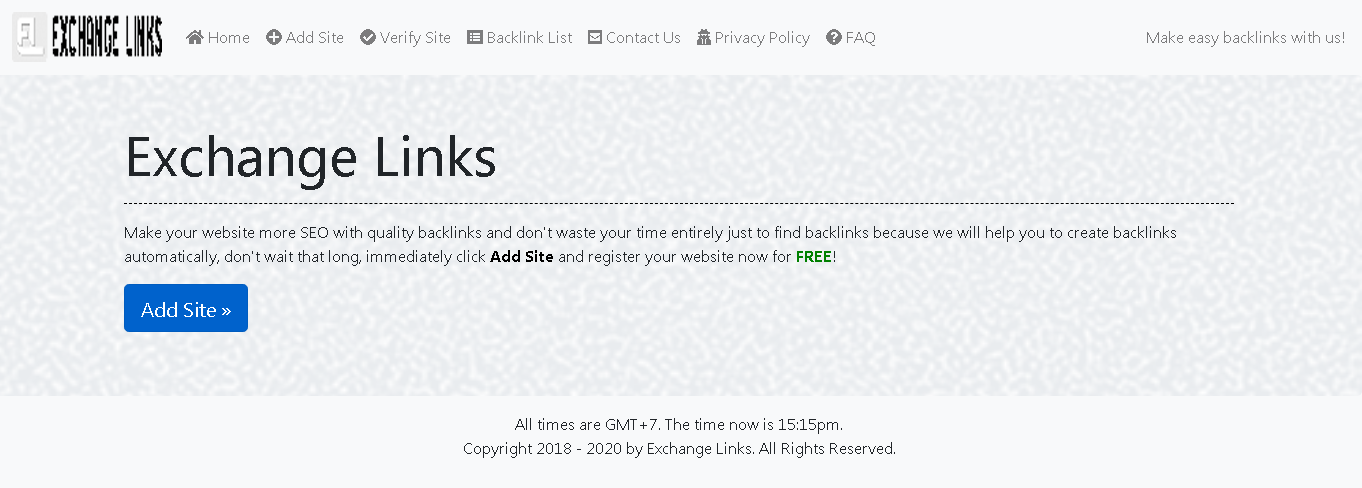 EXCHANGE LINKS Home Add Site Verify Site Backlink List Contact Us Privacy Policy FAQ Make easy backlinks with us!
Exchange Links
Make your website more SEO with quality backlinks and don't waste your time entirely just to find backlinks because we will help you to create backlinks
automatically, don't wait that long, immediately click Add Site and register your website now for FREE!
Add Site »
All times are GMT+7. The time now is 15:15pm.
Copyright 2018 - 2020 by Exchange Links. All Rights Reserved.